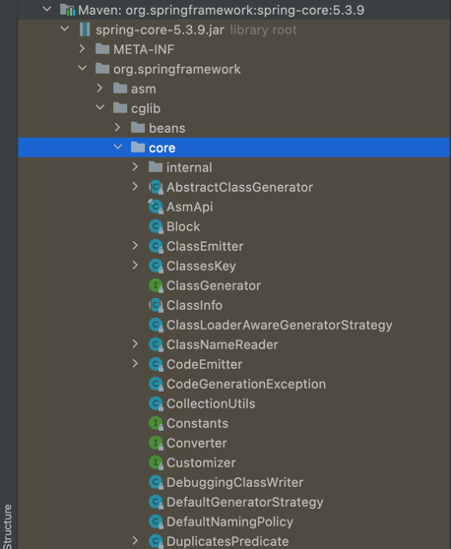 Maven: org.springframework:spring-core:5.3.9
spring-core-5.3.9.jar library root
META-INF
org.springframework
asm
cglib
beans
core
internal
AbstractClassGenerator
AsmApi
Block
ClassEmitter
ClassesKey
ClassGenerator
ClassInfo
ClassLoaderAwareGeneratorStrategy
ClassNameReader
CodeEmitter
CodeGenerationException
CollectionUtils
Constants
Converter
Customizer
DebuggingClassWriter
DefaultGeneratorStrategy
DefaultNamingPolicy
DuplicatesPredicate
Structure